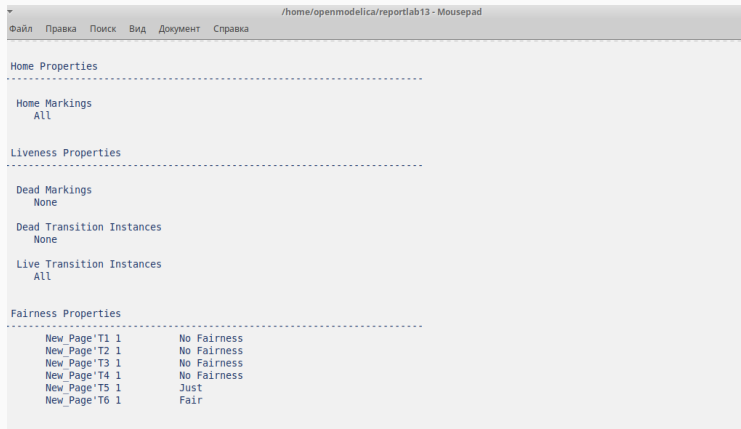 /home/openmodelica/reportlab13 - Mousepad
Файл Правка Поиск Вид Документ Справка
Home Properties
Home Markings
All
Liveness Properties
Dead Markings
None
Dead Transition Instances
None
Live Transition Instances
All
Fairness Properties
New_Page'T1 1 No Fairness
New_Page'T2 1 No Fairness
New_Page'T3 1 No Fairness
New_Page'T4 1 No Fairness
New_Page'T5 1 Just
New_Page'T6 1 Fair